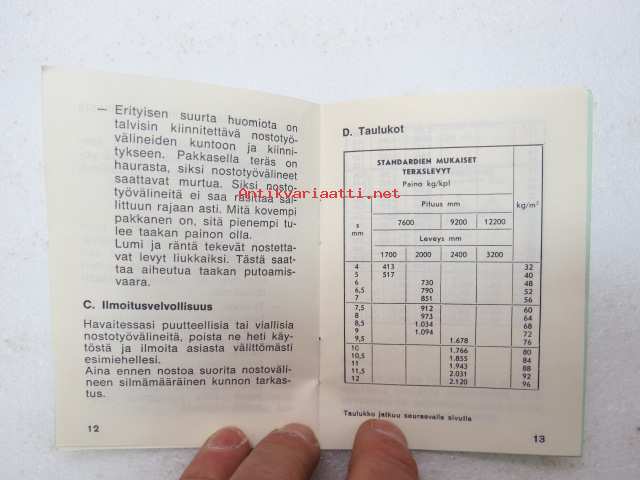 — Erityisen suurta huomiota on
talvisin kiinnitettävä nostotyö-
välineiden kuntoon ja kiinni-
tykseen. Pakkasella teräs on
haurasta, siksi nostotyövälineet
saattavat murtua. Siksi nosto-
työvälineitä ei saa rasittaa sal-
littuun rajaan asti. Mitä kovempi
pakkanen on, sitä pienempi tu-
lee taakan painon olla.
Lumi ja räntä tekevät nostetta-
vat levyt liukkaiksi. Tästä saat-
taa aiheutua taakan putoamis-
vaara.
C. Ilmoitusvelvollisuus
Havaitessasi puutteellisia tai viallisia
nostotyövälineitä, poista ne heti käy-
töstä ja ilmoita asiasta välittömästi
esimiehellesi.
Aina ennen nostoa suorita nostoväli-
neen silmämääräinen kunnon tarkas-
tus.
12
Antikvariaatti.net
D. Taulukot
STANDARDIEN MUKAISET
TERÄSLEVYT
Paino kg/kpl
s mm
Pituus mm
kg/m²
7600 9200 12200
Leveys mm
1700 2000 2400 3200
4 413 32
5 517 40
6 730 48
6,5 790 52
7 851 56
7,5 912 60
8 973 64
8,5 1.034 68
9 1.094 72
9,5 1.678 76
10 1.766 80
10,5 1.855 84
11 1.943 88
11,5 2.031 92
12 2.120 96
Taulukko jatkuu seuraavalla sivulla
13